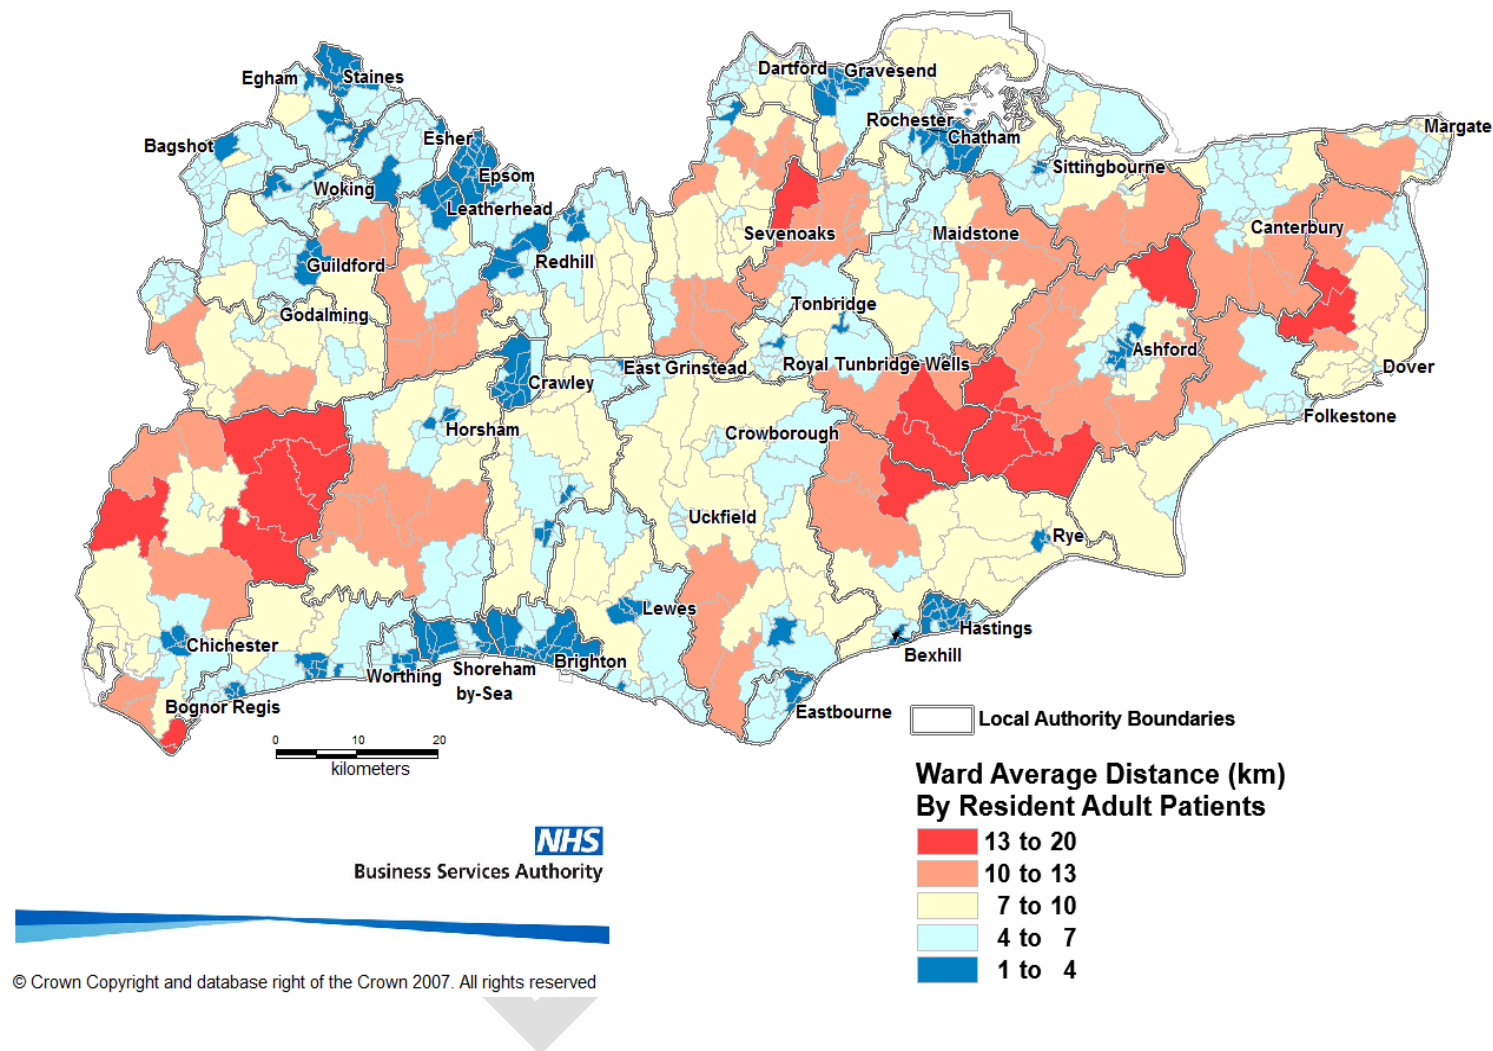 Egham
Staines
Dartford
Gravesend
Rochester
Chatham
Margate
Bagshot
Esher
Sittingbourne
Woking
Epsom
Leatherhead
Sevenoaks
Maidstone
Canterbury
Guildford
Redhill
Godalming
Tonbridge
Ashford
East Grinstead
Royal Tunbridge Wells
Dover
Crawley
Folkestone
Horsham
Crowborough
Uckfield
Rye
Lewes
Hastings
Chichester
Bexhill
Worthing
Shoreham
by-Sea
Brighton
Bognor Regis
Eastbourne
Local Authority Boundaries
0 10 20
kilometers
Ward Average Distance (km)
By Resident Adult Patients
13 to 20
10 to 13
7 to 10
4 to 7
1 to 4
NHS
Business Services Authority
© Crown Copyright and database right of the Crown 2007. All rights reserved